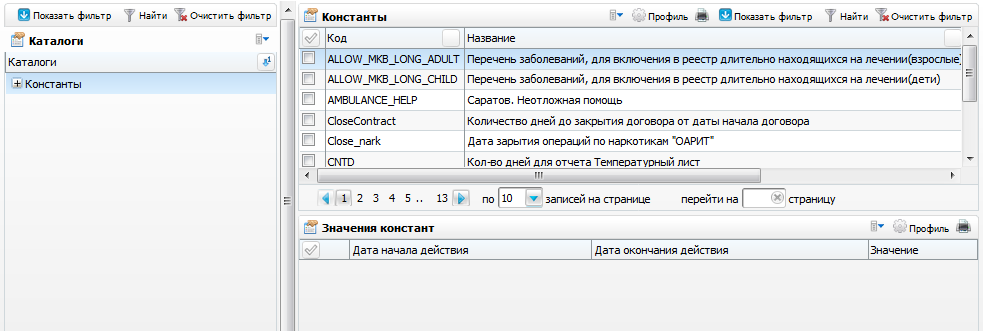 Показать фильтр Найти Очистить фильтр
Каталоги
Каталоги
Константы
Константы Профиль Показать фильтр Найти Очистить фильтр
Код Название
ALLOW_MKB_LONG_ADULT Перечень заболеваний, для включения в реестр длительно находящихся на лечении(взрослые)
ALLOW_MKB_LONG_CHILD Перечень заболеваний, для включения в реестр длительно находящихся на лечении(дети)
AMBULANCE_HELP Саратов. Неотложная помощь
CloseContract Количество дней до закрытия договора от даты начала договора
Close_nark Дата зарытия операций по наркотикам "ОАРИТ"
CNTD Кол-во дней для отчета Температурный лист
1 2 3 4 5 .. 13 по 10 записей на странице перейти на страницу
Значения констант Профиль
Дата начала действия Дата окончания действия Значение